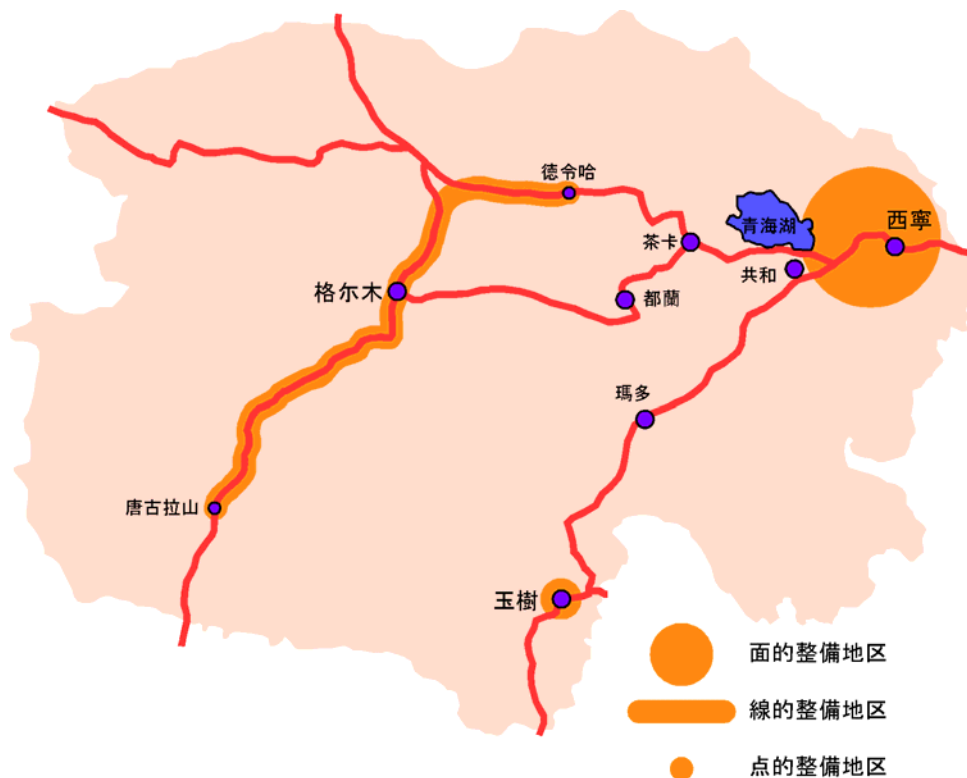 德令哈
青海湖
西寧
茶卡
共和
格尔木
都蘭
瑪多
唐古拉山
玉樹
面的整備地区
線的整備地区
点的整備地区